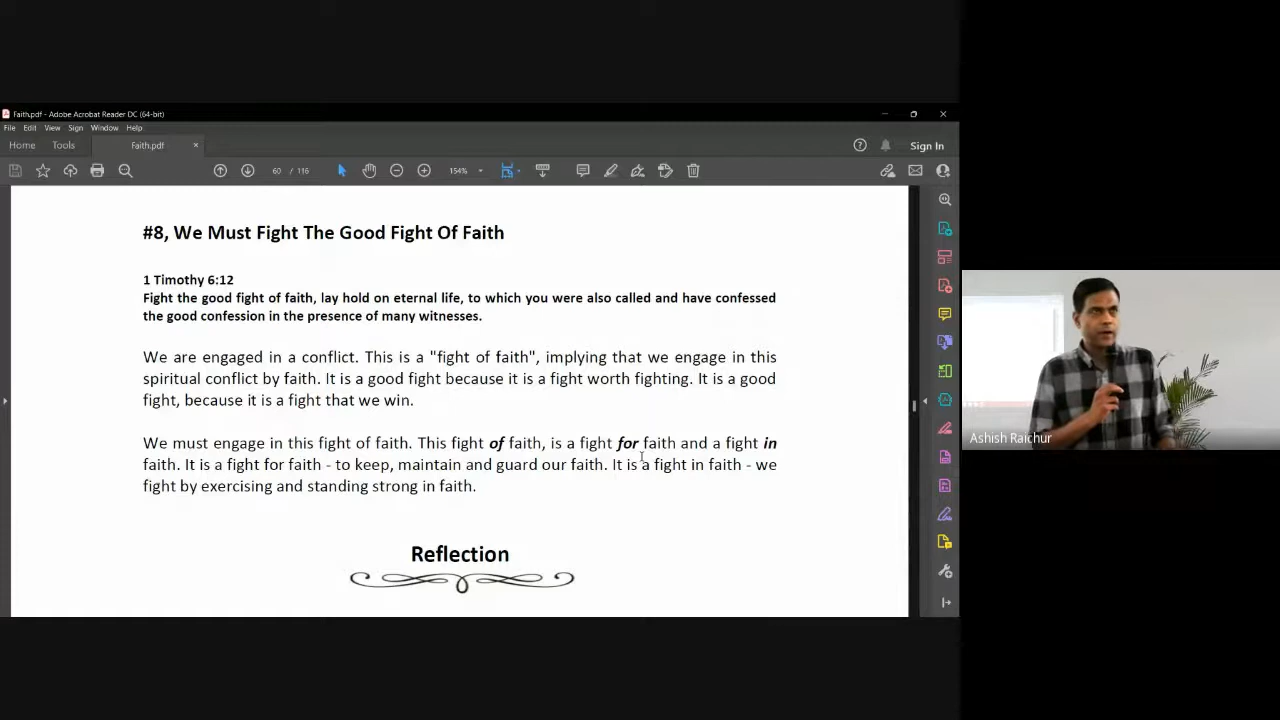 Faith.pdf - Adobe Acrobat Reader DC (64-bit)
File Edit View Sign Window Help
Home Tools Faith.pdf × Sign In
60 / 116 154%
#8, We Must Fight The Good Fight Of Faith
1 Timothy 6:12
Fight the good fight of faith, lay hold on eternal life, to which you were also called and have confessed
the good confession in the presence of many witnesses.
We are engaged in a conflict. This is a "fight of faith", implying that we engage in this
spiritual conflict by faith. It is a good fight because it is a fight worth fighting. It is a good
fight, because it is a fight that we win.
We must engage in this fight of faith. This fight of faith, is a fight for faith and a fight in
faith. It is a fight for faith - to keep, maintain and guard our faith. It is a fight in faith - we
fight by exercising and standing strong in faith.
Reflection
Ashish Raichur